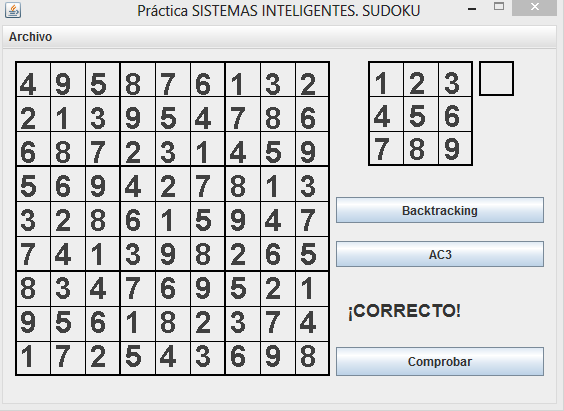 Práctica SISTEMAS INTELIGENTES. SUDOKU
Archivo
4 9 5 8 7 6 1 3 2
2 1 3 9 5 4 7 8 6
6 8 7 2 3 1 4 5 9
5 6 9 4 2 7 8 1 3
3 2 8 6 1 5 9 4 7
7 4 1 3 9 8 2 6 5
8 3 4 7 6 9 5 2 1
9 5 6 1 8 2 3 7 4
1 7 2 5 4 3 6 9 8
1 2 3
4 5 6
7 8 9
Backtracking
AC3
¡CORRECTO!
Comprobar